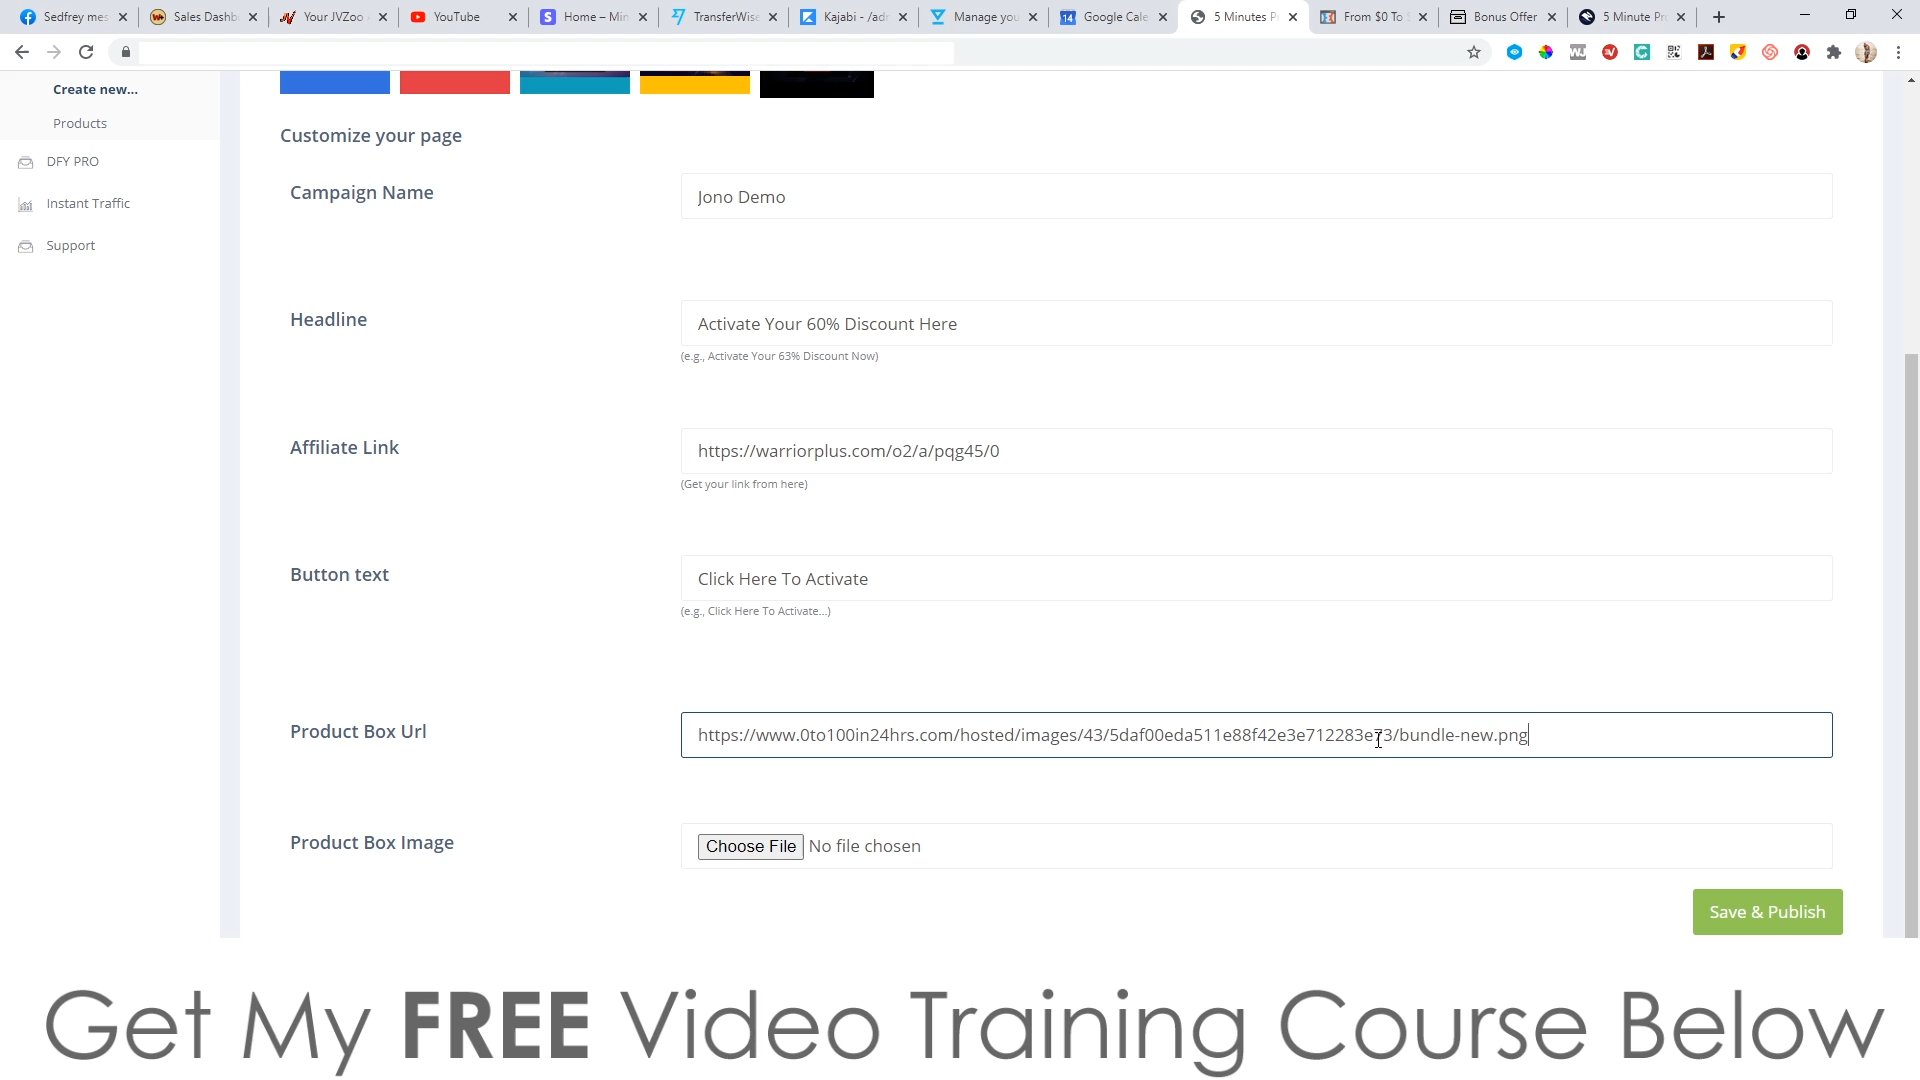 Sedfrey mes
Sales Dashb
Your JVZoo
YouTube
Home – Min
TransferWise
Kajabi - /adr
Manage you
Google Cale
5 Minutes P
From $0 To
Bonus Offer
5 Minute Pr
Create new...
Products
DFY PRO
Instant Traffic
Support
Customize your page
Campaign Name
Jono Demo
Headline
Activate Your 60% Discount Here
(e.g., Activate Your 63% Discount Now)
Affiliate Link
https://warriorplus.com/o2/a/pqg45/0
(Get your link from here)
Button text
Click Here To Activate
(e.g., Click Here To Activate...)
Product Box Url
https://www.0to100in24hrs.com/hosted/images/43/5daf00eda511e88f42e3e712283e73/bundle-new.png
Product Box Image
Choose File No file chosen
Save & Publish
Get My FREE Video Training Course Below